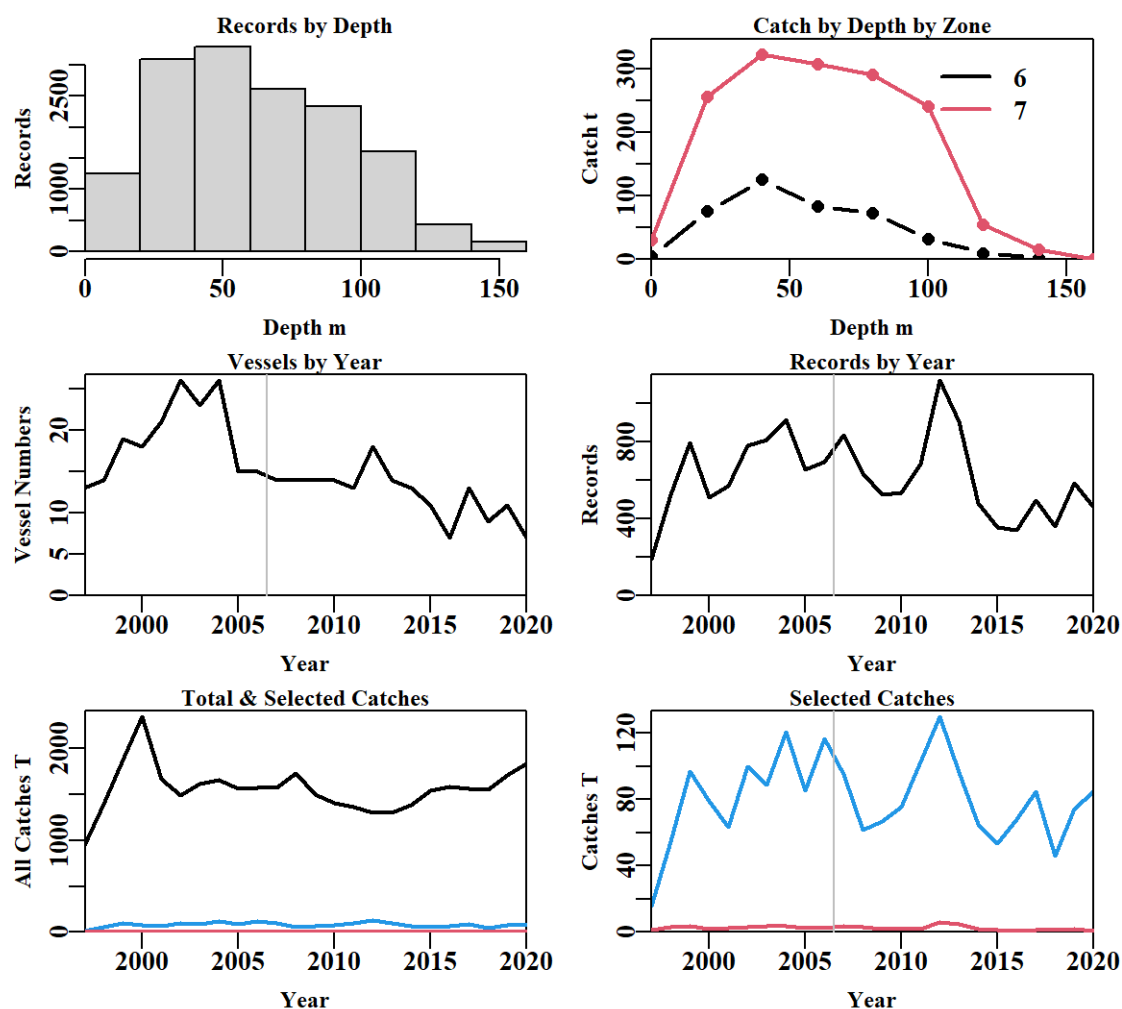 Records by Depth
Records
0
1000
2500
0
50
100
150
Depth m
Catch by Depth by Zone
Catch t
0
100
200
300
6
7
0
50
100
150
Depth m
Vessels by Year
Vessel Numbers
0
5
10
20
2000
2005
2010
2015
2020
Year
Records by Year
Records
0
400
800
2000
2005
2010
2015
2020
Year
Total & Selected Catches
All Catches T
0
1000
2000
2000
2005
2010
2015
2020
Year
Selected Catches
Catches T
0
40
80
120
2000
2005
2010
2015
2020
Year